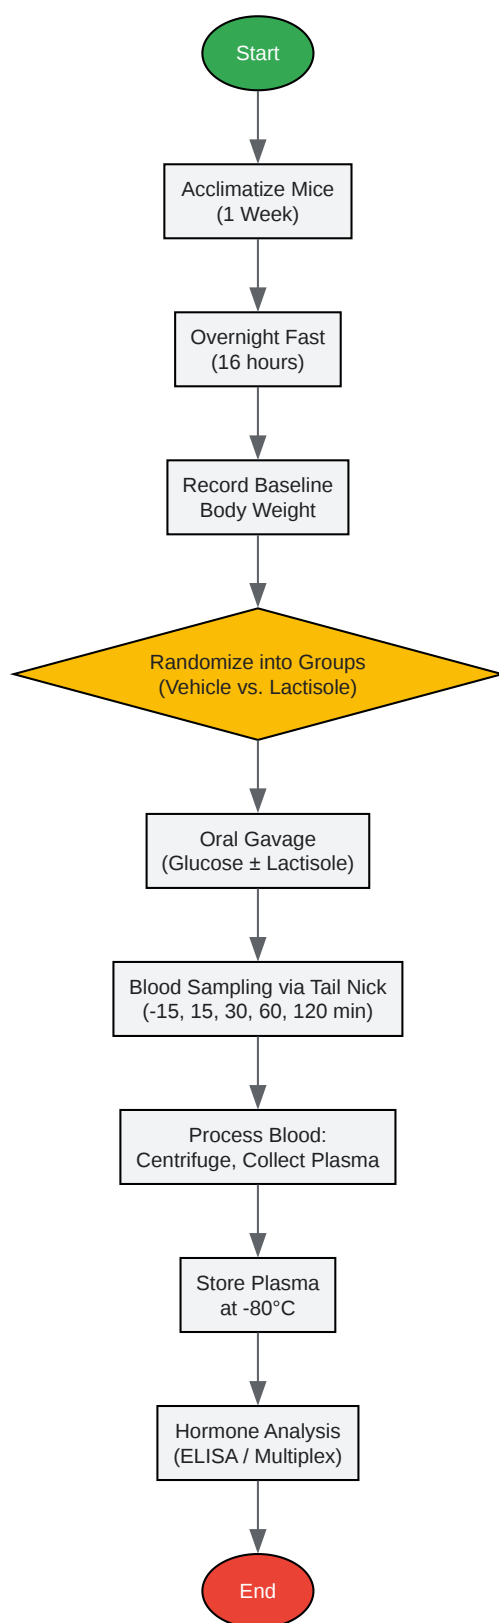 Start
Acclimatize Mice
(1 Week)
Overnight Fast
(16 hours)
Record Baseline
Body Weight
Randomize into Groups
(Vehicle vs. Lactisole)
Oral Gavage
(Glucose ± Lactisole)
Blood Sampling via Tail Nick
(-15, 15, 30, 60, 120 min)
Process Blood:
Centrifuge, Collect Plasma
Store Plasma
at -80°C
Hormone Analysis
(ELISA / Multiplex)
End